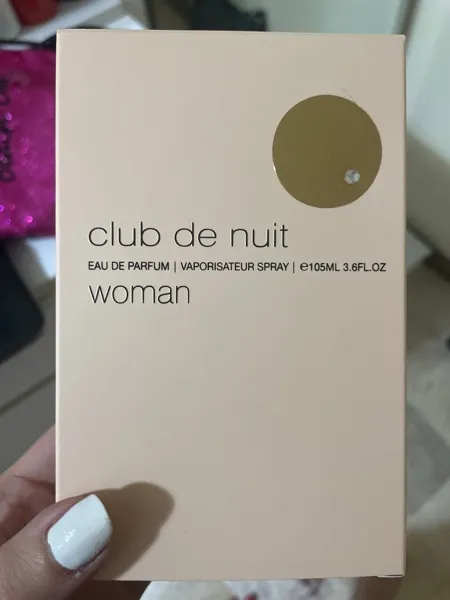 club de nuit
EAU DE PARFUM | VAPORISATEUR SPRAY | ℮105ML 3.6FL.OZ
woman